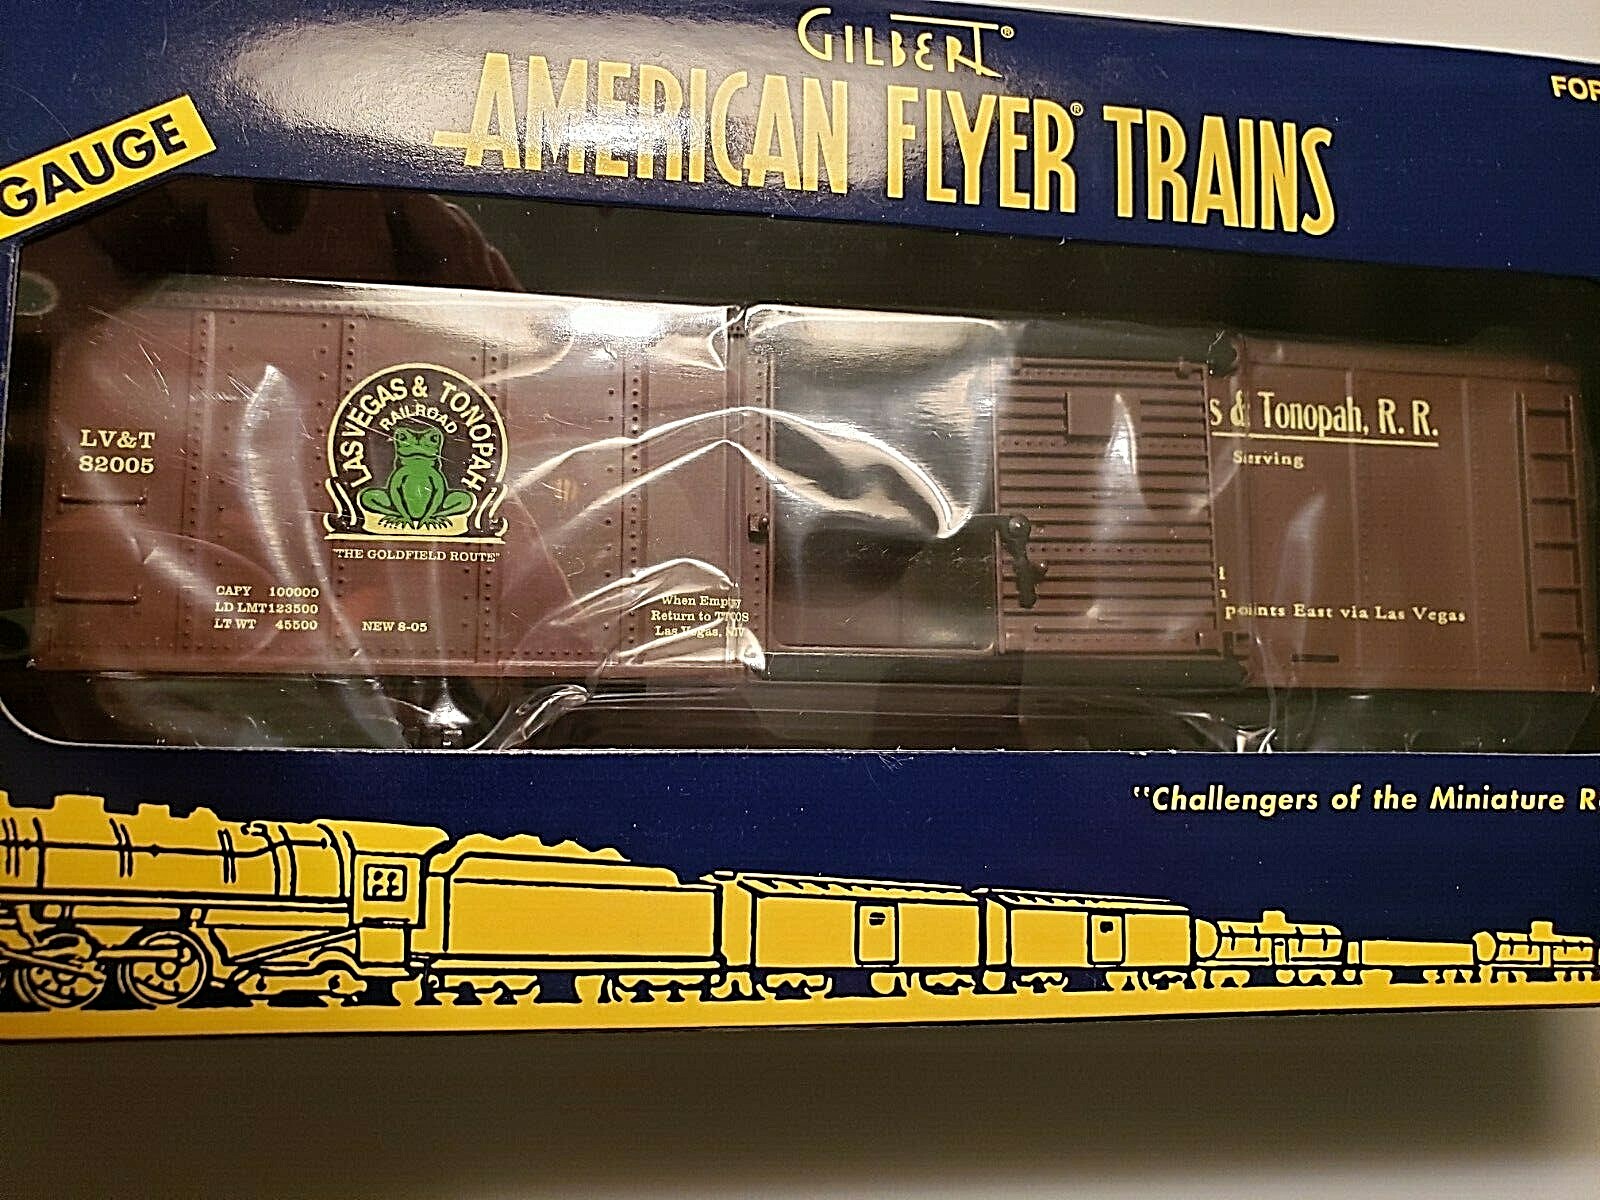 GILBERT®
AMERICAN FLYER® TRAINS
FOR
GAUGE
LV&T
82005
LAS VEGAS & TONOPAH
RAILROAD
"THE GOLDFIELD ROUTE"
CAPY 100000
LD LMT 123500
LT WT 45500 NEW 8-05
When Empty
Return to
Las Vegas,
s & Tonopah, R. R.
Serving
points East via Las Vegas
"Challengers of the Miniature R